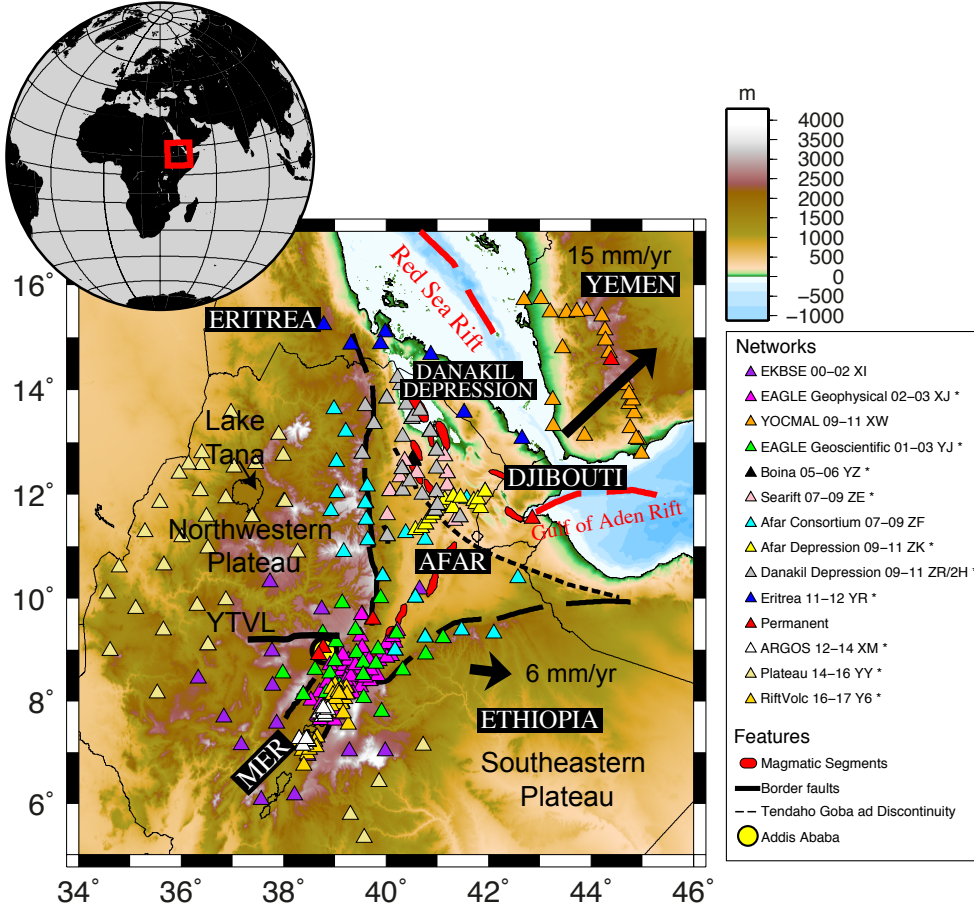 m
4000
3500
3000
2500
2000
1500
1000
500
0
−500
−1000
16˚
14˚
12˚
10˚
8˚
6˚
34˚
36˚
38˚
40˚
42˚
44˚
46˚
15 mm/yr
YEMEN
Red Sea Rift
ERITREA
DANAKIL
DEPRESSION
Lake
Tana
DJIBOUTI
Gulf of Aden Rift
Northwestern
Plateau
AFAR
YTVL
6 mm/yr
ETHIOPIA
MER
Southeastern
Plateau
Networks
EKBSE 00−02 XI
EAGLE Geophysical 02−03 XJ *
YOCMAL 09−11 XW
EAGLE Geoscientific 01−03 YJ *
Boina 05−06 YZ *
Searift 07−09 ZE *
Afar Consortium 07−09 ZF
Afar Depression 09−11 ZK *
Danakil Depression 09−11 ZR/2H *
Eritrea 11−12 YR *
Permanent
ARGOS 12−14 XM *
Plateau 14−16 YY *
RiftVolc 16−17 Y6 *
Features
Magmatic Segments
Border faults
Tendaho Goba ad Discontinuity
Addis Ababa